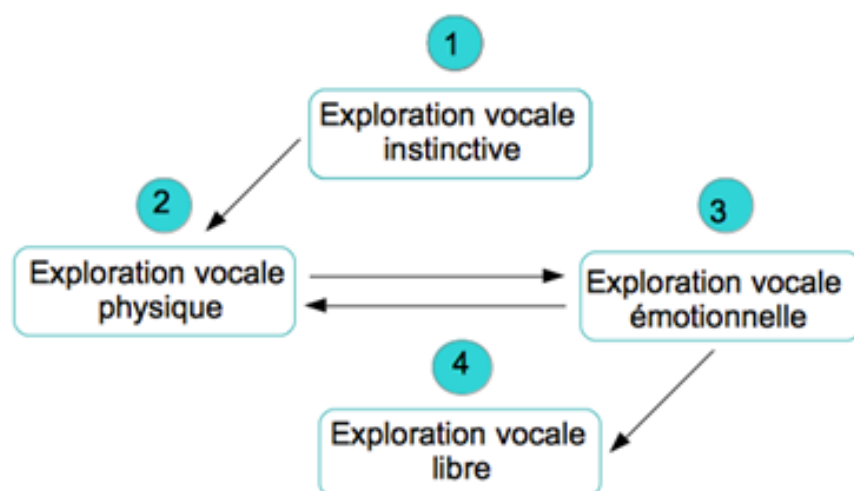 1
Exploration vocale
instinctive
2
Exploration vocale
physique
3
Exploration vocale
émotionnelle
4
Exploration vocale
libre